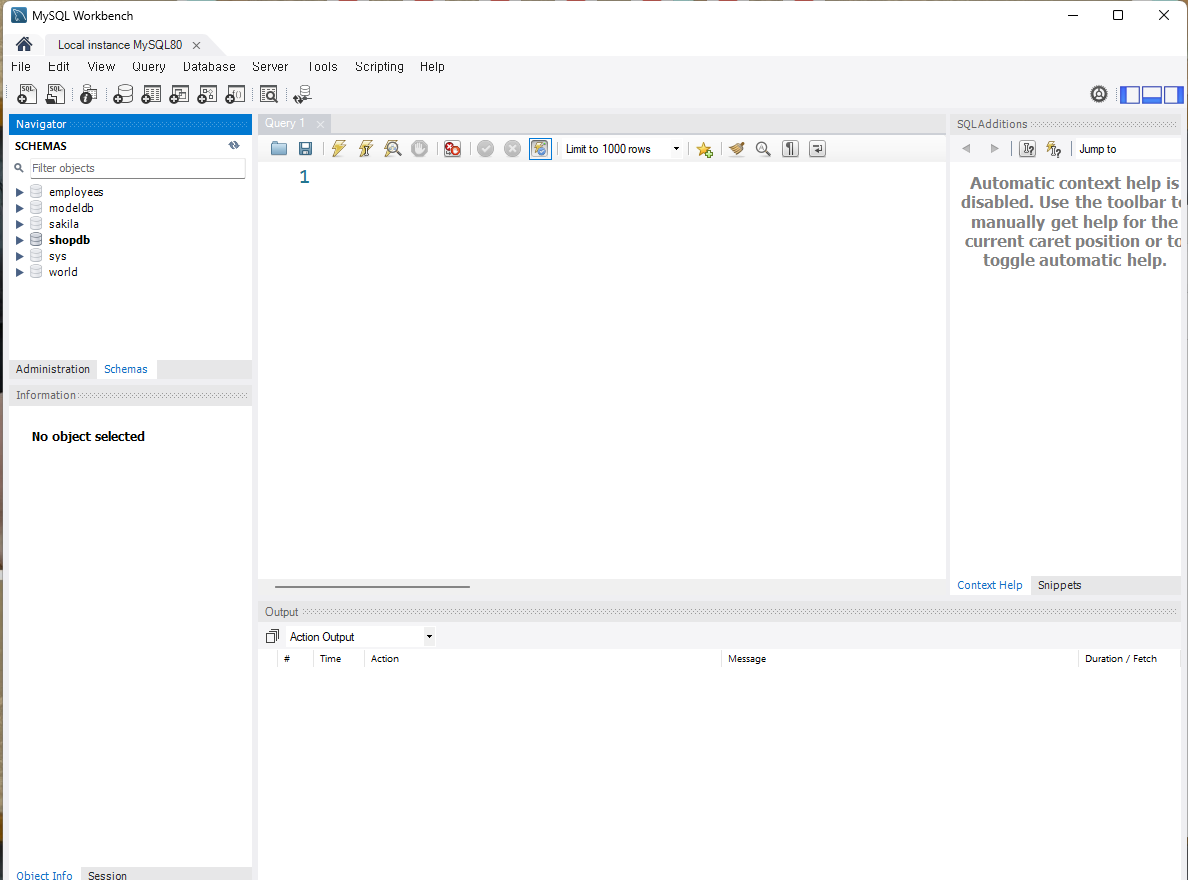 MySQL Workbench
Local instance MySQL80
File Edit View Query Database Server Tools Scripting Help
Navigator
SCHEMAS
Filter objects
employees
modeldb
sakila
shopdb
sys
world
Administration Schemas
Information
No object selected
Object Info Session
Query 1
Limit to 1000 rows
1
SQLAdditions
Jump to
Automatic context help is
disabled. Use the toolbar to
manually get help for the
current caret position or to
toggle automatic help.
Context Help Snippets
Output
Action Output
# Time Action Message Duration / Fetch